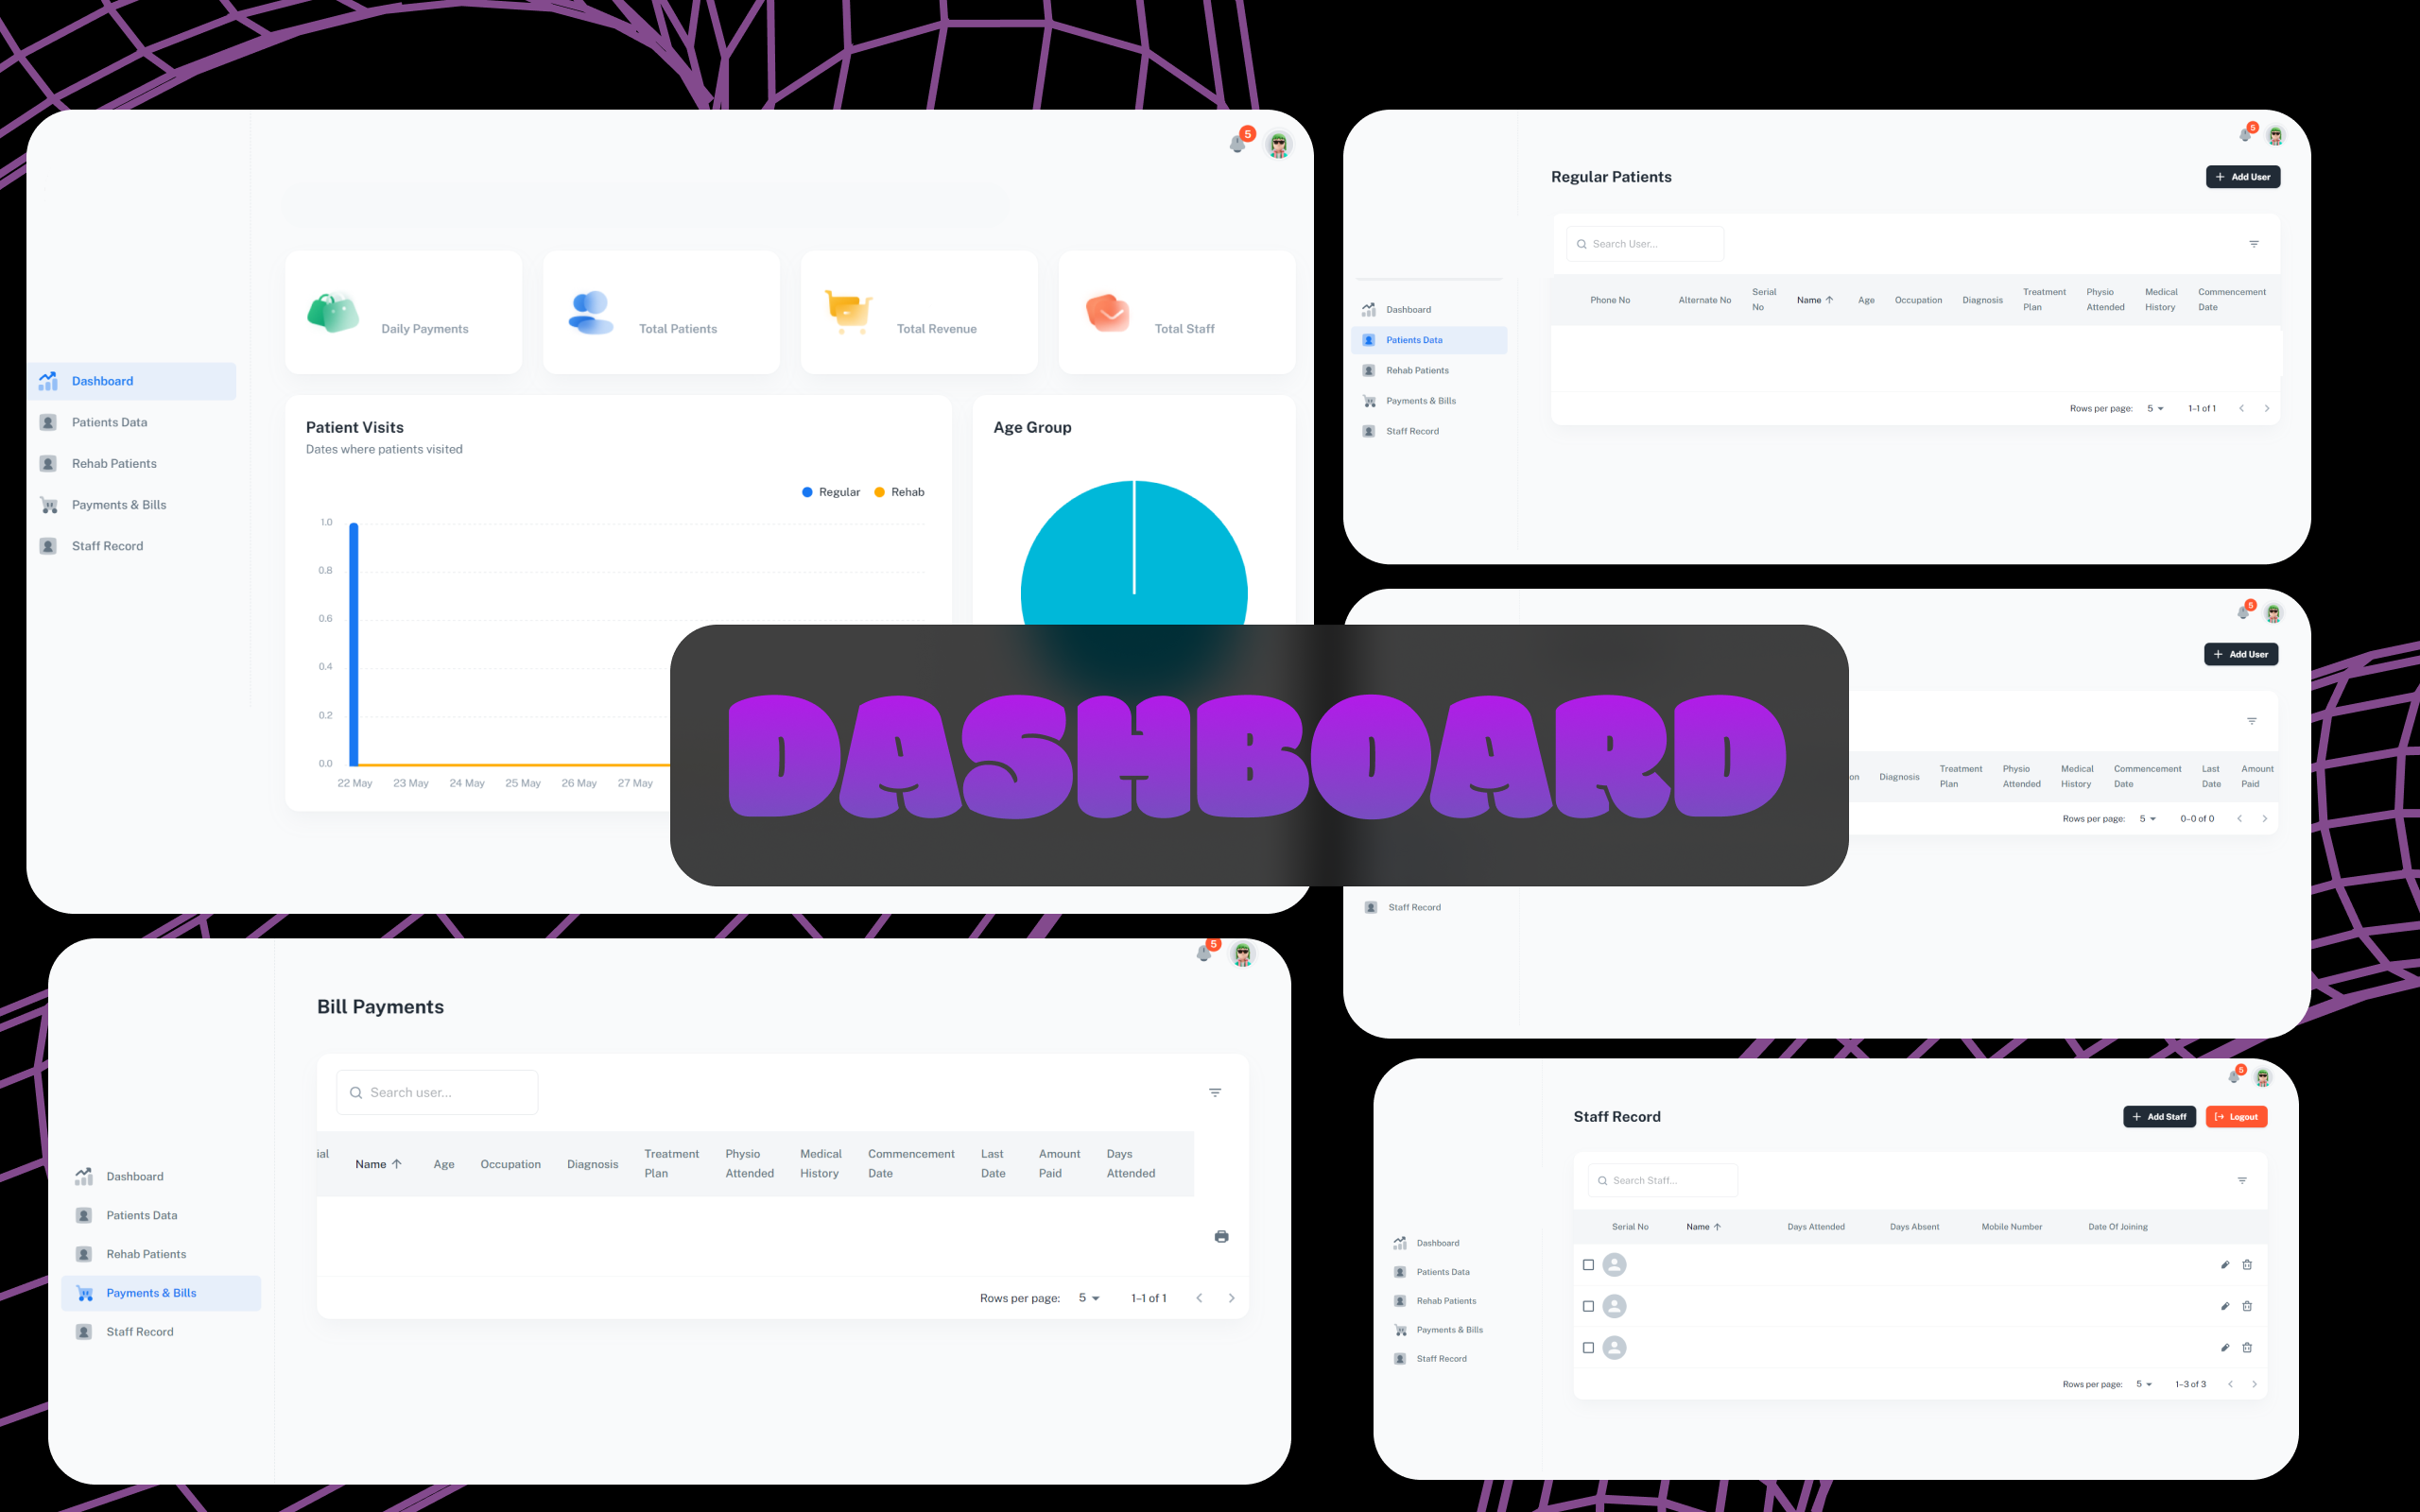 5
Daily Payments
Total Patients
Total Revenue
Total Staff
Dashboard
Patients Data
Rehab Patients
Payments & Bills
Staff Record
Patient Visits
Dates where patients visited
Regular Rehab
1.0
0.8
0.6
0.4
0.2
0.0
22 May 23 May 24 May 25 May 26 May 27 May
Age Group
5
Regular Patients
Add User
Search User...
Phone No Alternate No Serial No Name Age Occupation Diagnosis Treatment Plan Physio Attended Medical History Commencement Date
Dashboard
Patients Data
Rehab Patients
Payments & Bills
Staff Record
Rows per page: 5 1–1 of 1
5
Add User
on Diagnosis Treatment Plan Physio Attended Medical History Commencement Date Last Date Amount Paid
Rows per page: 5 0–0 of 0
Staff Record
DASHBOARD
5
Bill Payments
Search user...
ial Name Age Occupation Diagnosis Treatment Plan Physio Attended Medical History Commencement Date Last Date Amount Paid Days Attended
Dashboard
Patients Data
Rehab Patients
Payments & Bills
Staff Record
Rows per page: 5 1–1 of 1
5
Staff Record
Add Staff
Logout
Search Staff...
Serial No Name Days Attended Days Absent Mobile Number Date Of Joining
Dashboard
Patients Data
Rehab Patients
Payments & Bills
Staff Record
Rows per page: 5 1–3 of 3